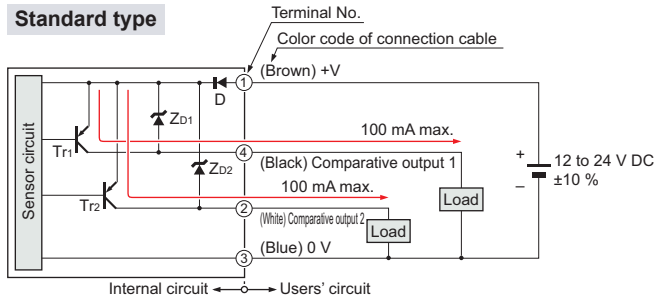 Standard type
Terminal No.
Color code of connection cable
1
(Brown) +V
D
ZD1
100 mA max.
Tr1
4
(Black) Comparative output 1
+
12 to 24 V DC
±10 %
–
Sensor circuit
ZD2
100 mA max.
Load
Tr2
2
(White) Comparative output 2
Load
(Blue) 0 V
3
Internal circuit
Users' circuit